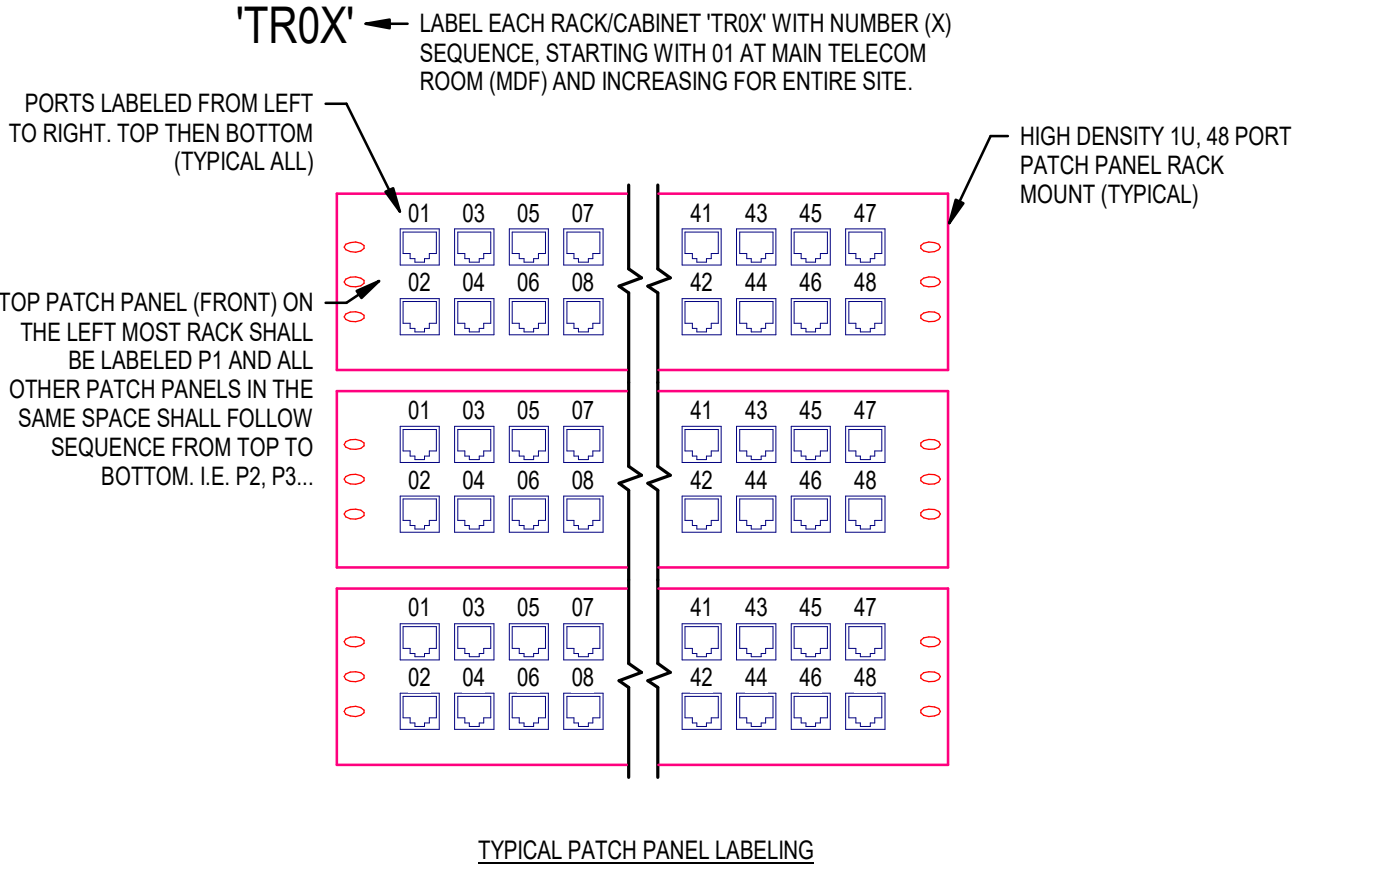 'TR0X'
LABEL EACH RACK/CABINET 'TR0X' WITH NUMBER (X)
SEQUENCE, STARTING WITH 01 AT MAIN TELECOM
ROOM (MDF) AND INCREASING FOR ENTIRE SITE.
PORTS LABELED FROM LEFT
TO RIGHT. TOP THEN BOTTOM
(TYPICAL ALL)
HIGH DENSITY 1U, 48 PORT
PATCH PANEL RACK
MOUNT (TYPICAL)
TOP PATCH PANEL (FRONT) ON
THE LEFT MOST RACK SHALL
BE LABELED P1 AND ALL
OTHER PATCH PANELS IN THE
SAME SPACE SHALL FOLLOW
SEQUENCE FROM TOP TO
BOTTOM. I.E. P2, P3...
01 03 05 07 41 43 45 47
02 04 06 08 42 44 46 48
01 03 05 07 41 43 45 47
02 04 06 08 42 44 46 48
01 03 05 07 41 43 45 47
02 04 06 08 42 44 46 48
TYPICAL PATCH PANEL LABELING